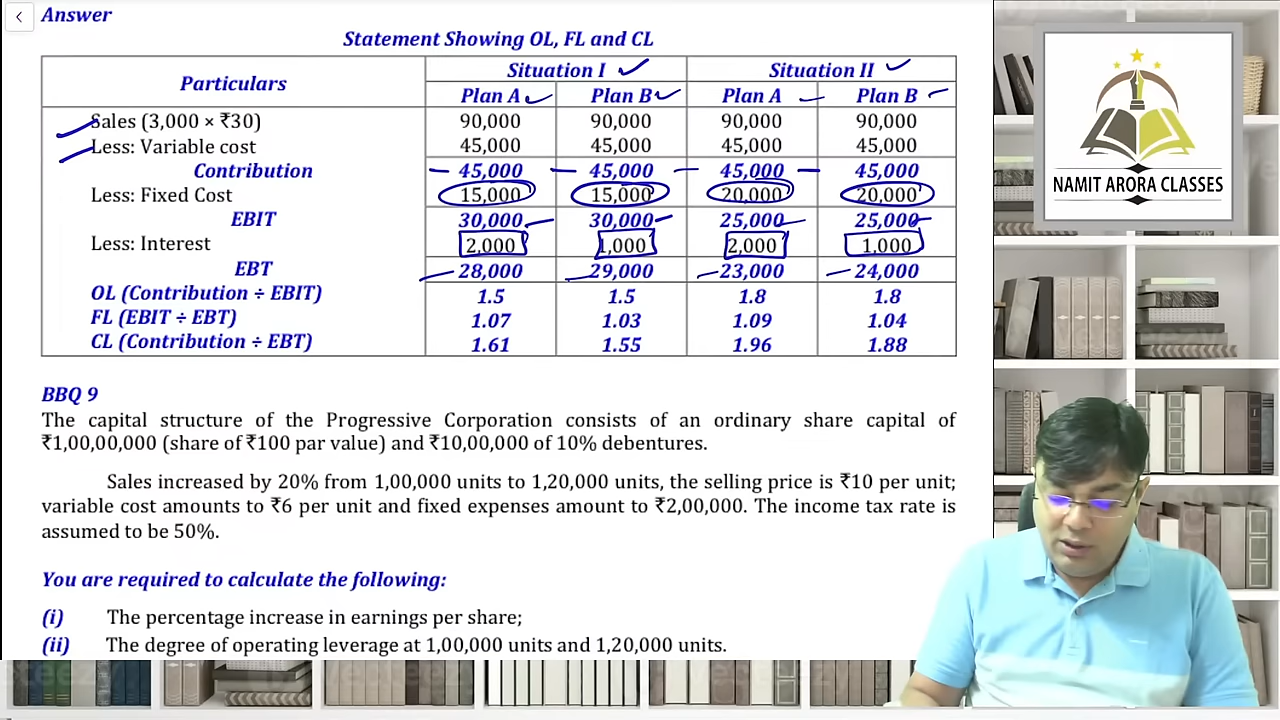 Answer
Statement Showing OL, FL and CL
Particulars Situation I Situation II
Plan A Plan B Plan A Plan B
Sales (3,000 × ₹30) 90,000 90,000 90,000 90,000
Less: Variable cost 45,000 45,000 45,000 45,000
Contribution 45,000 45,000 45,000 45,000
Less: Fixed Cost 15,000 15,000 20,000 20,000
EBIT 30,000 30,000 25,000 25,000
Less: Interest 2,000 1,000 2,000 1,000
EBT 28,000 29,000 23,000 24,000
OL (Contribution ÷ EBIT) 1.5 1.5 1.8 1.8
FL (EBIT ÷ EBT) 1.07 1.03 1.09 1.04
CL (Contribution ÷ EBT) 1.61 1.55 1.96 1.88
BBQ 9
The capital structure of the Progressive Corporation consists of an ordinary share capital of
₹1,00,00,000 (share of ₹100 par value) and ₹10,00,000 of 10% debentures.
Sales increased by 20% from 1,00,000 units to 1,20,000 units, the selling price is ₹10 per unit;
variable cost amounts to ₹6 per unit and fixed expenses amount to ₹2,00,000. The income tax rate is
assumed to be 50%.
You are required to calculate the following:
(i) The percentage increase in earnings per share;
(ii) The degree of operating leverage at 1,00,000 units and 1,20,000 units.
NAMIT ARORA CLASSES